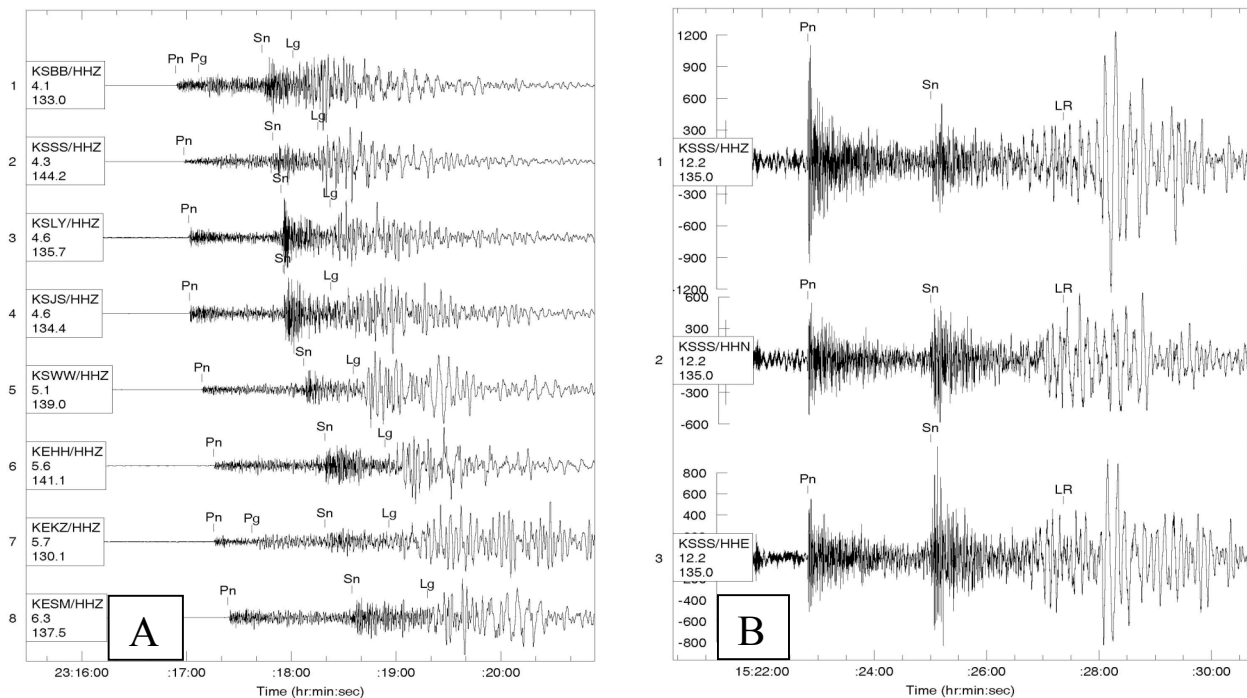 Pn Pg Sn Lg
1 KSBB/HHZ
4.1
133.0
Pn Sn Lg
2 KSSS/HHZ
4.3
144.2
Pn Sn Lg
3 KSLY/HHZ
4.6
135.7
Pn Sn Lg
4 KSJS/HHZ
4.6
134.4
Pn Sn Lg
5 KSWW/HHZ
5.1
139.0
Pn Sn Lg
6 KEHH/HHZ
5.6
141.1
Pn Pg Sn Lg
7 KEKZ/HHZ
5.7
130.1
Pn Sn Lg
8 KESM/HHZ
6.3
137.5
A
23:16:00 :17:00 :18:00 :19:00 :20:00
Time (hr:min:sec)
Pn Sn LR
1200
900
600
300
1 KSSS/HHZ
12.2
135.0
-300
-600
-900
-1200
Pn Sn LR
600
300
2 KSSS/HHN
12.2
135.0
-300
-600
Pn Sn LR
800
600
400
200
3 KSSS/HHE
12.2
135.0
-200
-400
-600
-800
B
15:22:00 :24:00 :26:00 :28:00 :30:00
Time (hr:min:sec)